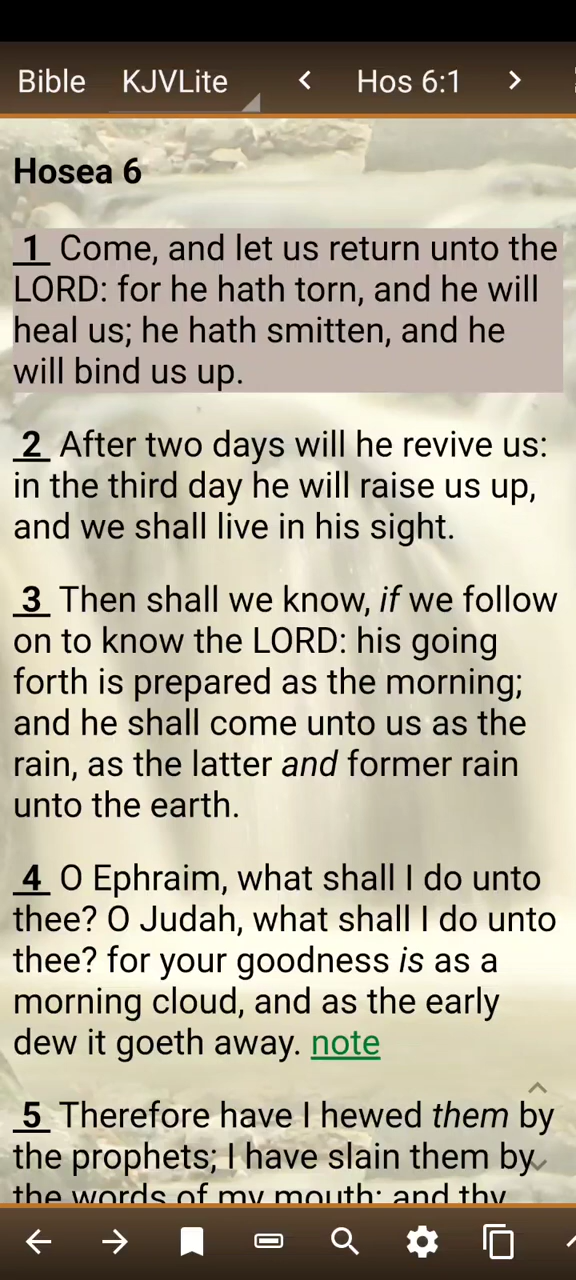 Bible KJVLite < Hos 6:1 >
Hosea 6
1 Come, and let us return unto the
LORD: for he hath torn, and he will
heal us; he hath smitten, and he
will bind us up.
2 After two days will he revive us:
in the third day he will raise us up,
and we shall live in his sight.
3 Then shall we know, if we follow
on to know the LORD: his going
forth is prepared as the morning;
and he shall come unto us as the
rain, as the latter and former rain
unto the earth.
4 O Ephraim, what shall I do unto
thee? O Judah, what shall I do unto
thee? for your goodness is as a
morning cloud, and as the early
dew it goeth away. note
5 Therefore have I hewed them by
the prophets; I have slain them by
the words of my mouth: and thy